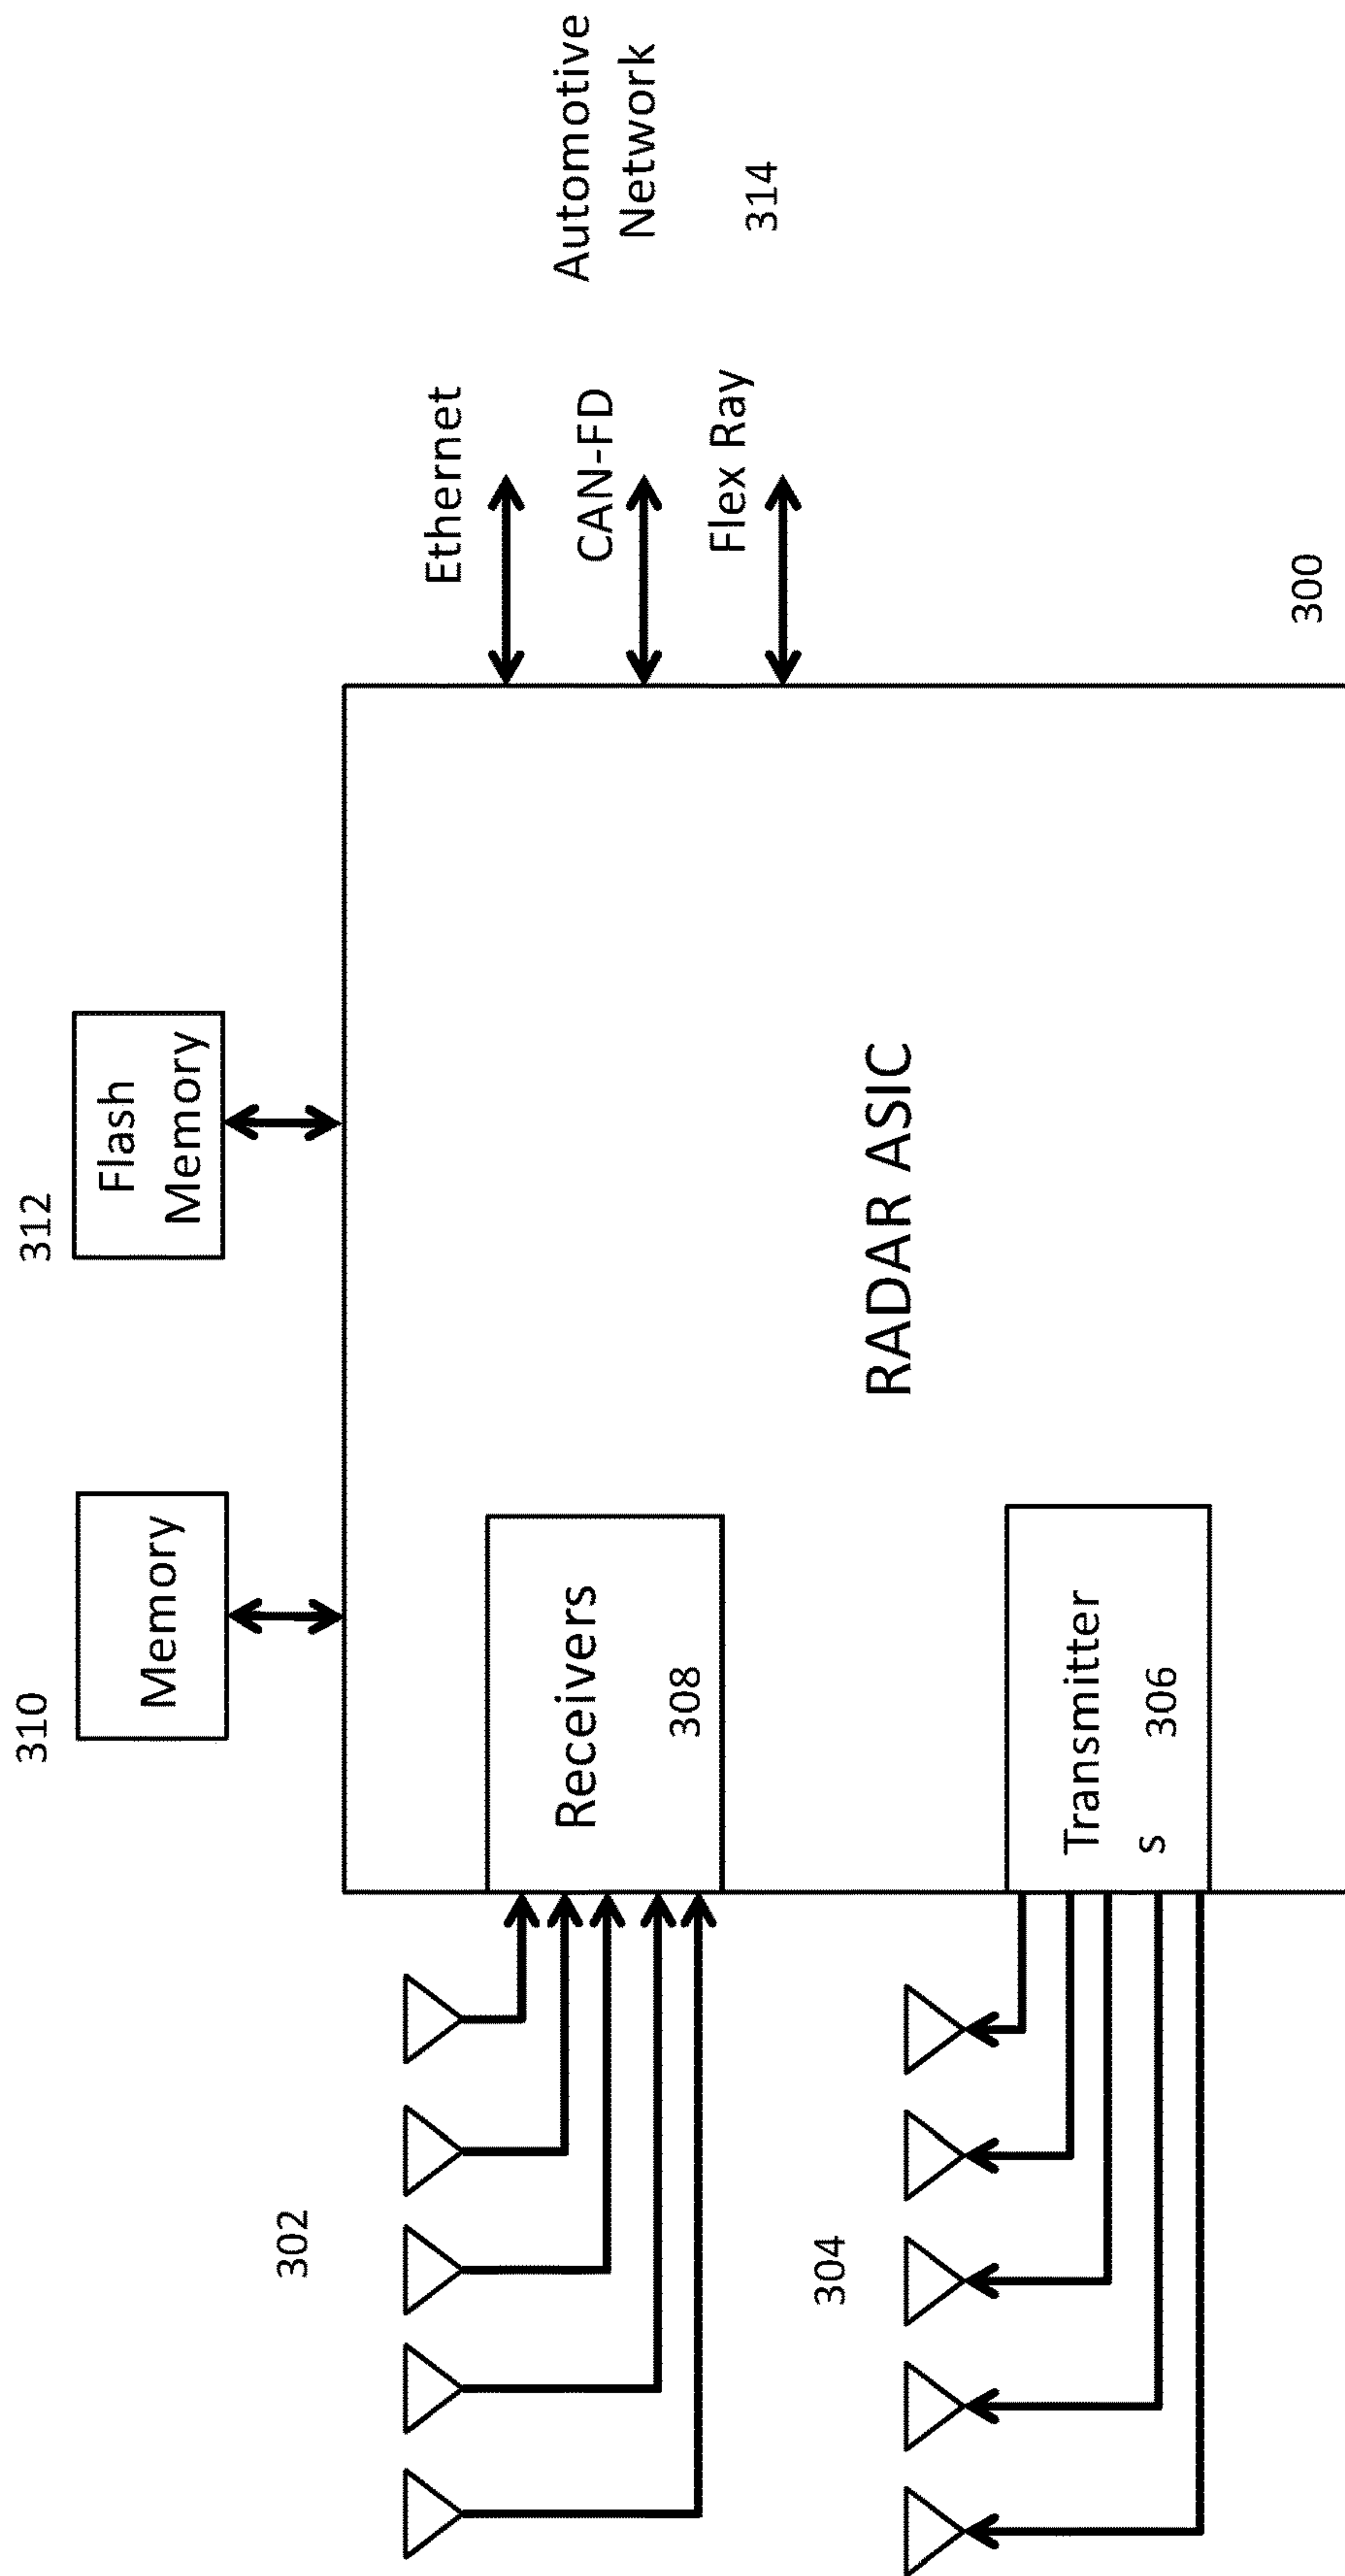 310
Memory
312
Flash
Memory
302
Receivers
308
Ethernet
CAN-FD
Flex Ray
Automotive
Network
314
RADAR ASIC
304
Transmitter
s 306
300